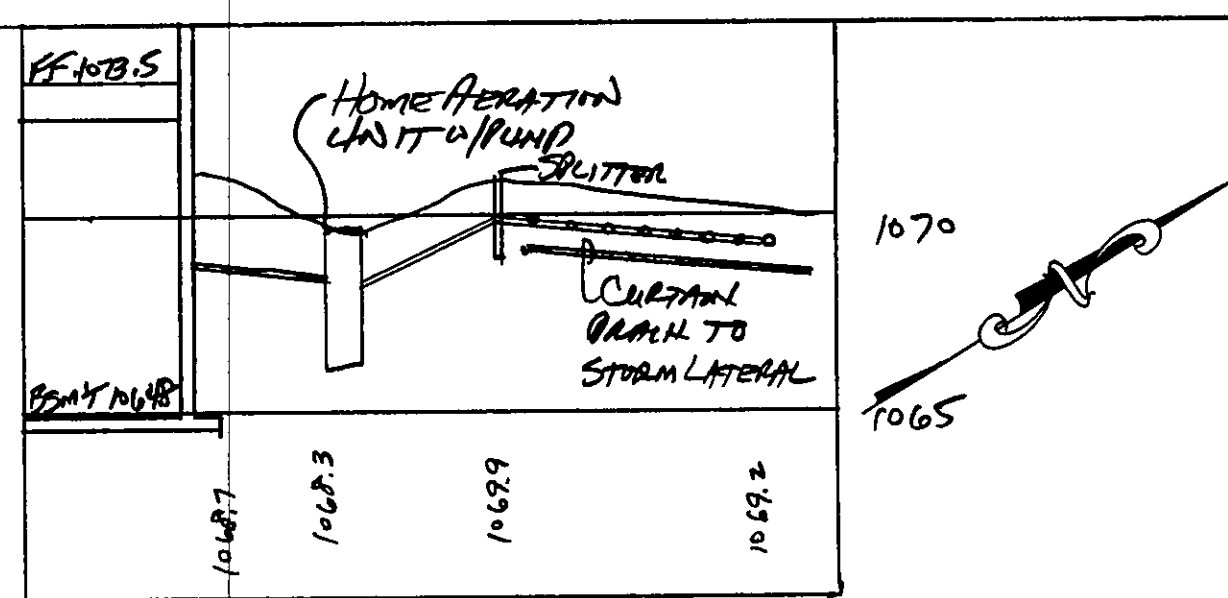 FF 1073.5
HOME AERATION
UNIT W/PUMP
SPLITTER
1070
CURTAIN
DRAIN TO
STORM LATERAL
BSMT 1064.8
1065
1068.7
1068.3
1069.9
1069.2